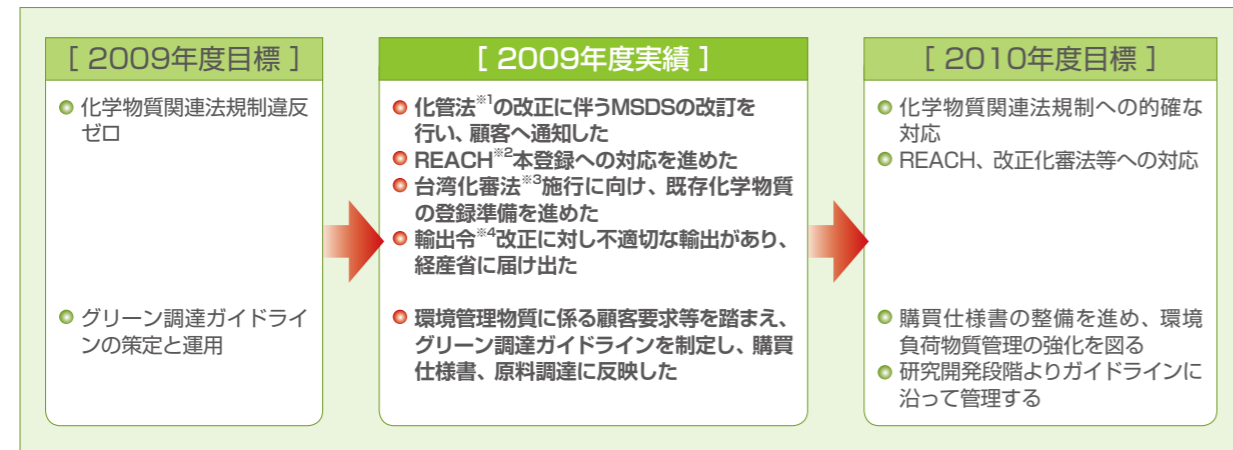 [ 2009年度目標 ]
● 化学物質関連法規制違反
ゼロ
● グリーン調達ガイドライ
ンの策定と運用
[ 2009年度実績 ]
● 化管法※1の改正に伴うMSDSの改訂を
行い、顧客へ通知した
● REACH※2本登録への対応を進めた
● 台湾化審法※3施行に向け、既存化学物質
の登録準備を進めた
● 輸出令※4改正に対し不適切な輸出があり、
経産省に届け出た
● 環境管理物質に係る顧客要求等を踏まえ、
グリーン調達ガイドラインを制定し、購買
仕様書、原料調達に反映した
[ 2010年度目標 ]
● 化学物質関連法規制への的確な
対応
● REACH、改正化審法等への対応
● 購買仕様書の整備を進め、環境
負荷物質管理の強化を図る
● 研究開発段階よりガイドラインに
沿って管理する